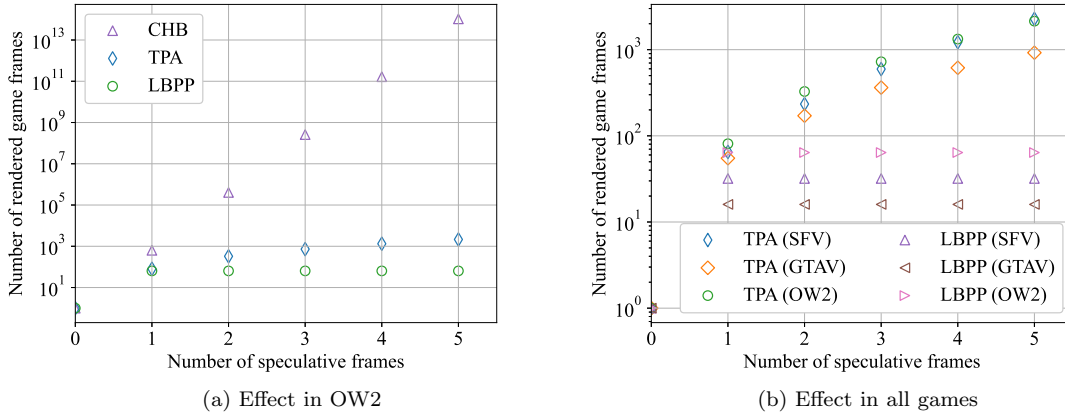 Number of rendered game frames
10^13
10^11
10^9
10^7
10^5
10^3
10^1
CHB
TPA
LBPP
0 1 2 3 4 5
Number of speculative frames
(a) Effect in OW2
Number of rendered game frames
10^3
10^2
10^1
10^0
TPA (SFV) LBPP (SFV)
TPA (GTAV) LBPP (GTAV)
TPA (OW2) LBPP (OW2)
0 1 2 3 4 5
Number of speculative frames
(b) Effect in all games